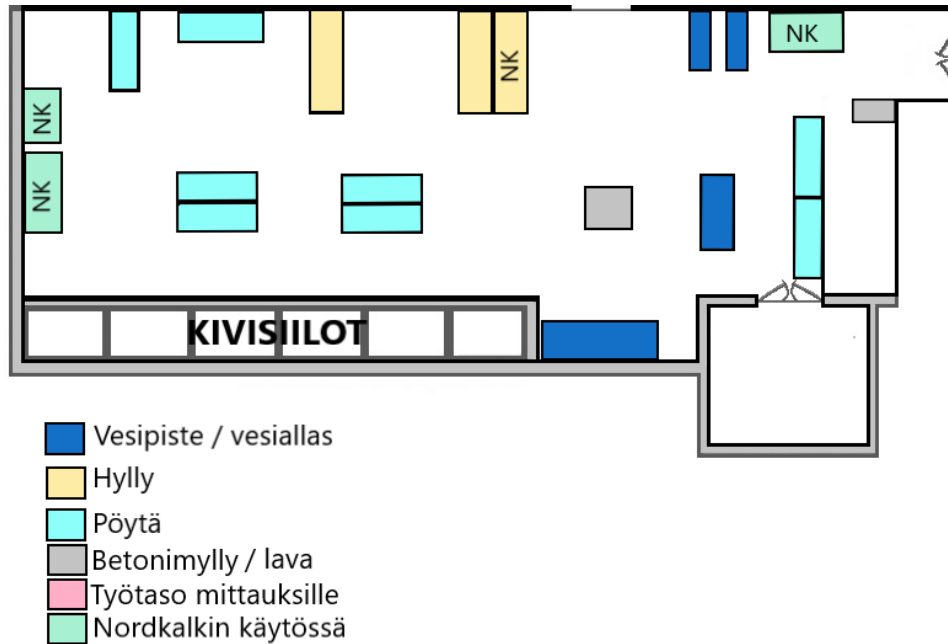 NK
NK
NK
NK
KIVISIILOT
Vesipiste / vesiallas
Hylly
Pöytä
Betonimylly / lava
Työtaso mittauksille
Nordkalkin käytössä